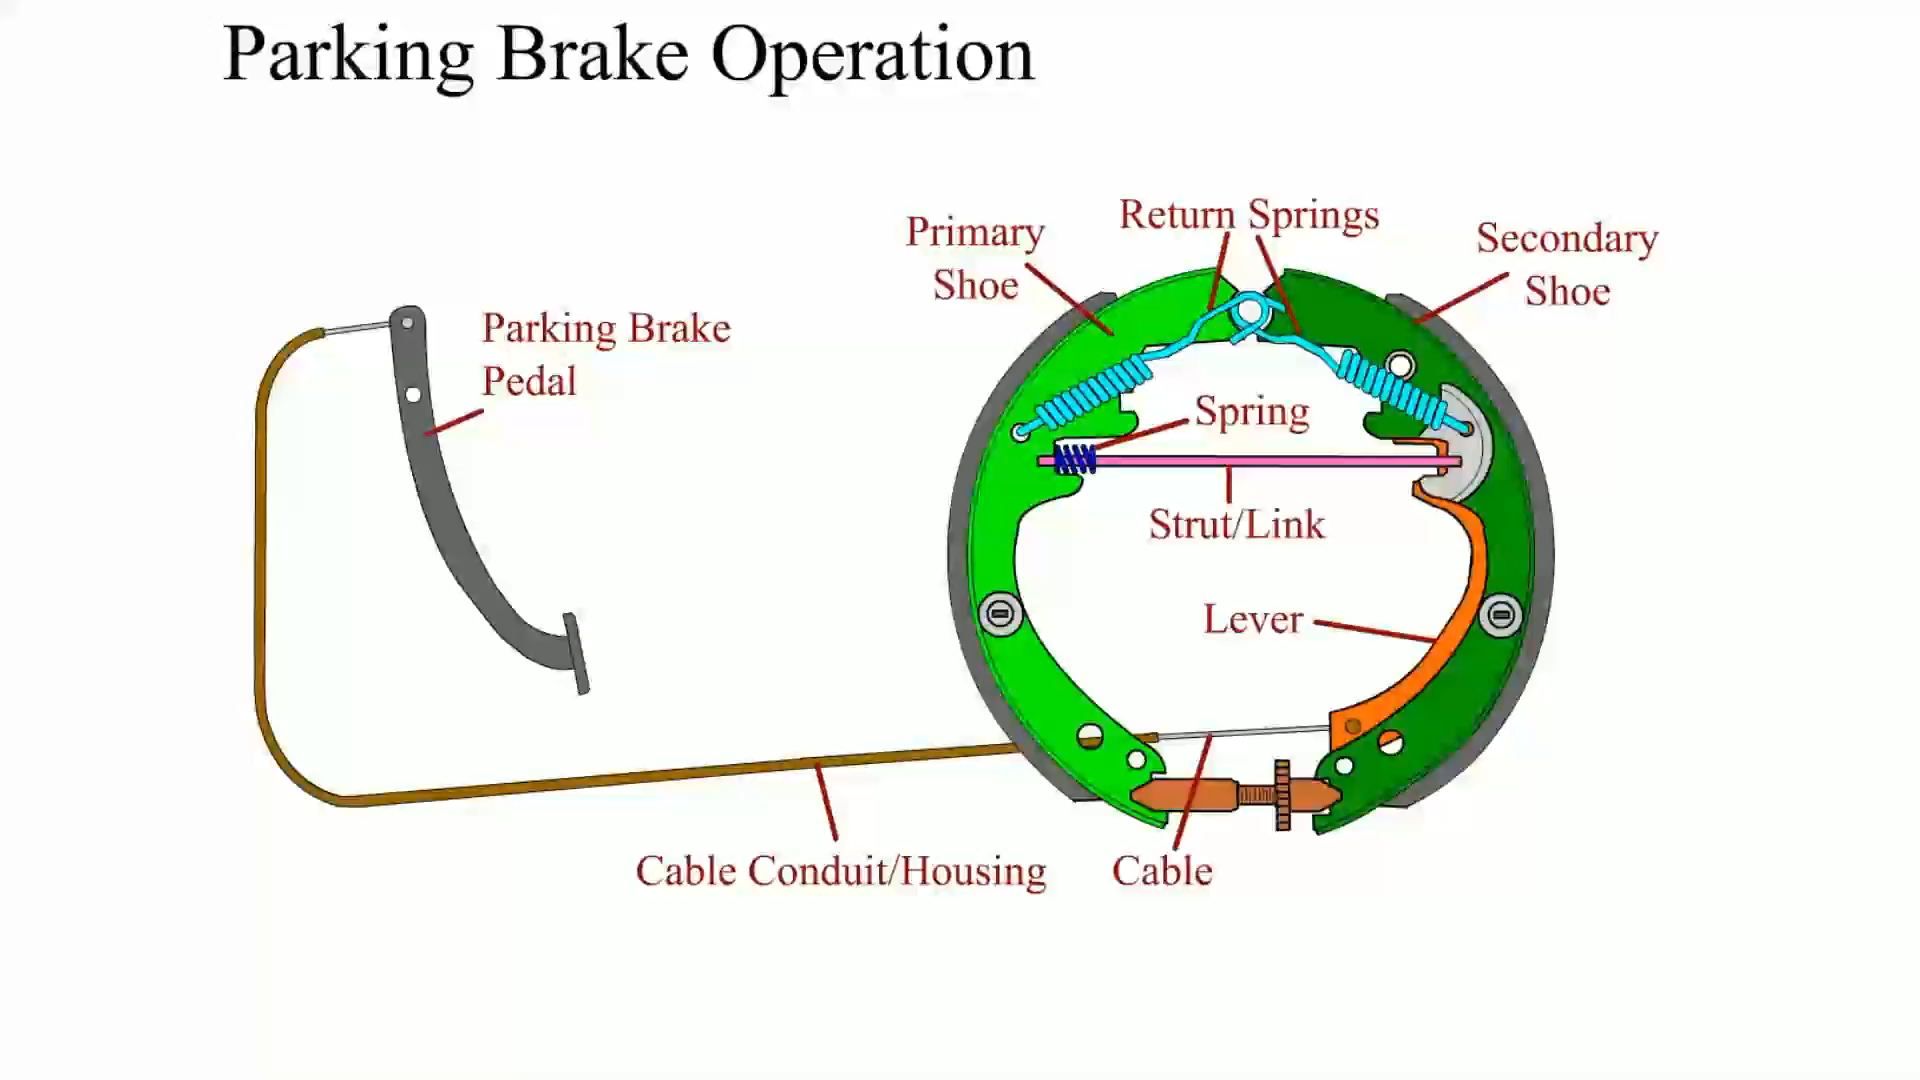 Parking Brake Operation
Return Springs
Primary
Shoe
Secondary
Shoe
Parking Brake
Pedal
Spring
Strut/Link
Lever
Cable Conduit/Housing
Cable